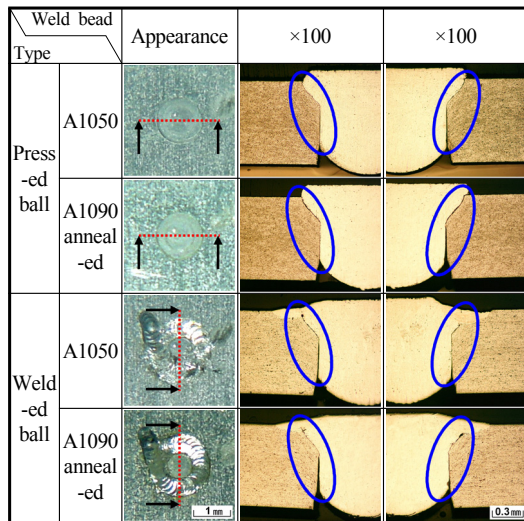 Weld bead
Type
Appearance
×100
×100
Press
-ed
ball
A1050
A1090
anneal
-ed
Weld
-ed
ball
A1050
A1090
anneal
-ed
1 mm
0.3 mm